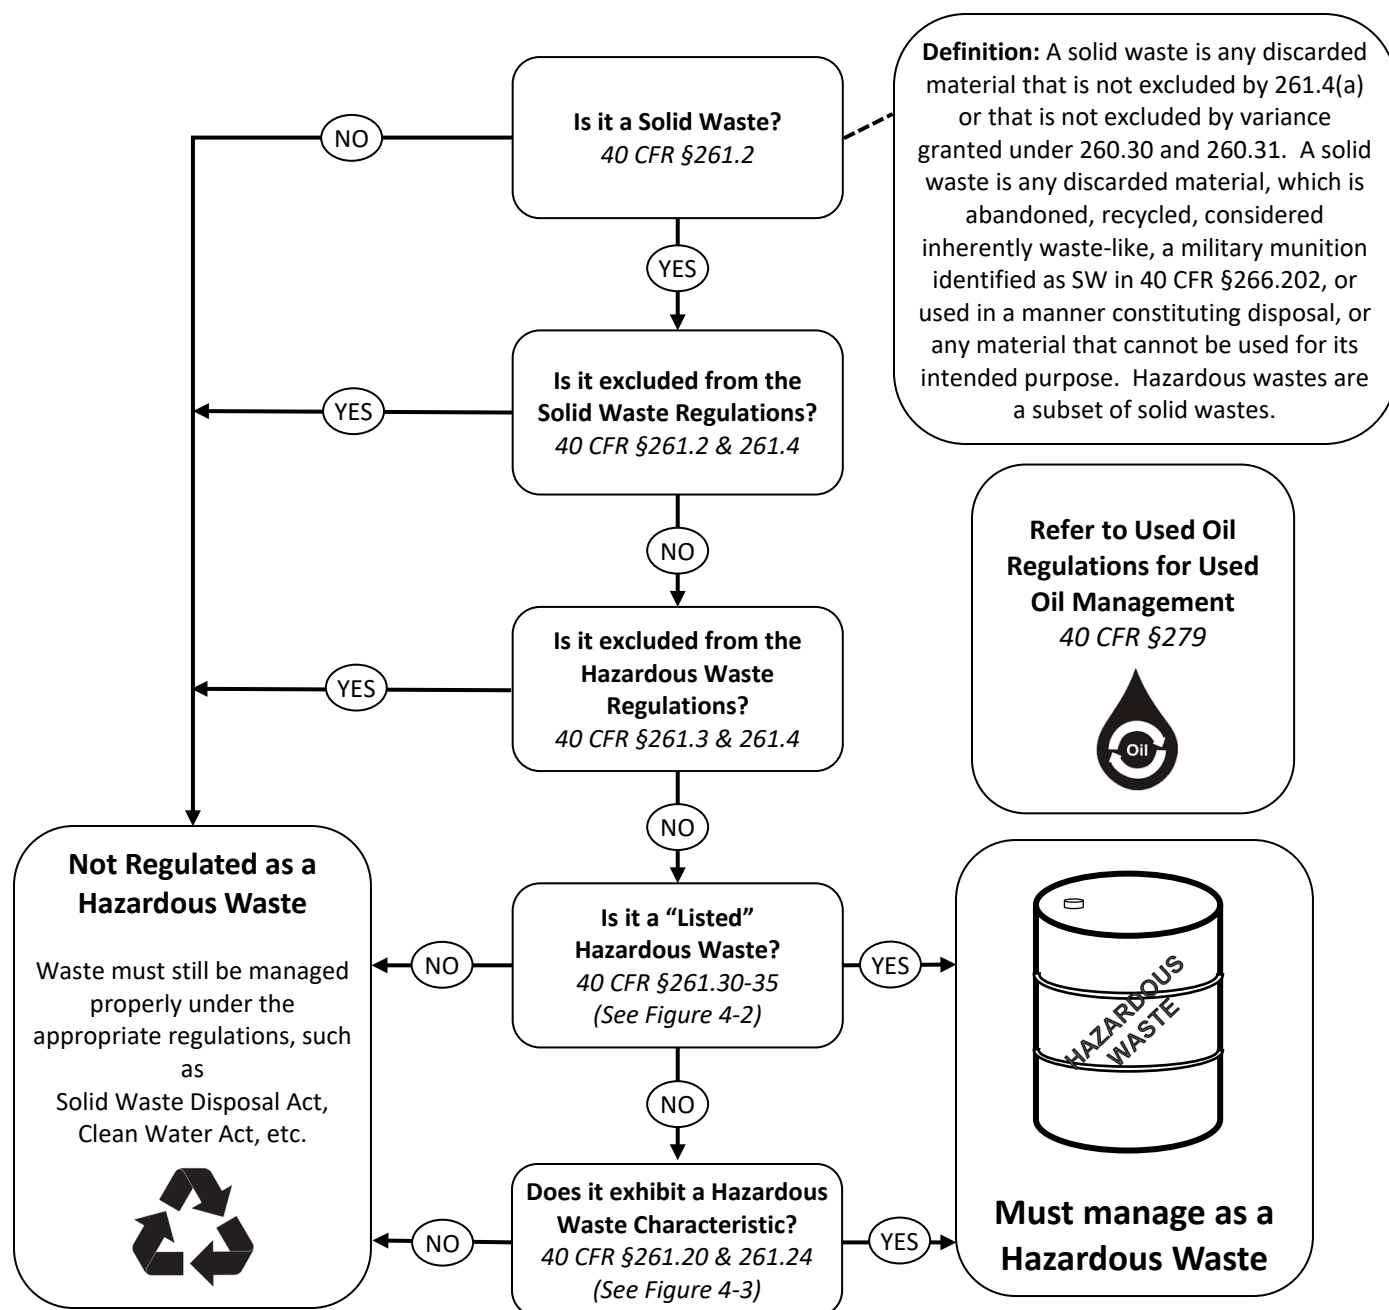 Is it a Solid Waste?
40 CFR §261.2
NO
YES
Definition: A solid waste is any discarded
material that is not excluded by 261.4(a)
or that is not excluded by variance
granted under 260.30 and 260.31. A solid
waste is any discarded material, which is
abandoned, recycled, considered
inherently waste-like, a military munition
identified as SW in 40 CFR §266.202, or
used in a manner constituting disposal, or
any material that cannot be used for its
intended purpose. Hazardous wastes are
a subset of solid wastes.
Is it excluded from the
Solid Waste Regulations?
40 CFR §261.2 & 261.4
YES
NO
Refer to Used Oil
Regulations for Used
Oil Management
40 CFR §279
Oil
Is it excluded from the
Hazardous Waste
Regulations?
40 CFR §261.3 & 261.4
YES
NO
Not Regulated as a
Hazardous Waste
Waste must still be managed
properly under the
appropriate regulations, such
as
Solid Waste Disposal Act,
Clean Water Act, etc.
Is it a “Listed”
Hazardous Waste?
40 CFR §261.30-35
(See Figure 4-2)
NO
YES
NO
HAZARDOUS
WASTE
Must manage as a
Hazardous Waste
Does it exhibit a Hazardous
Waste Characteristic?
40 CFR §261.20 & 261.24
(See Figure 4-3)
NO
YES